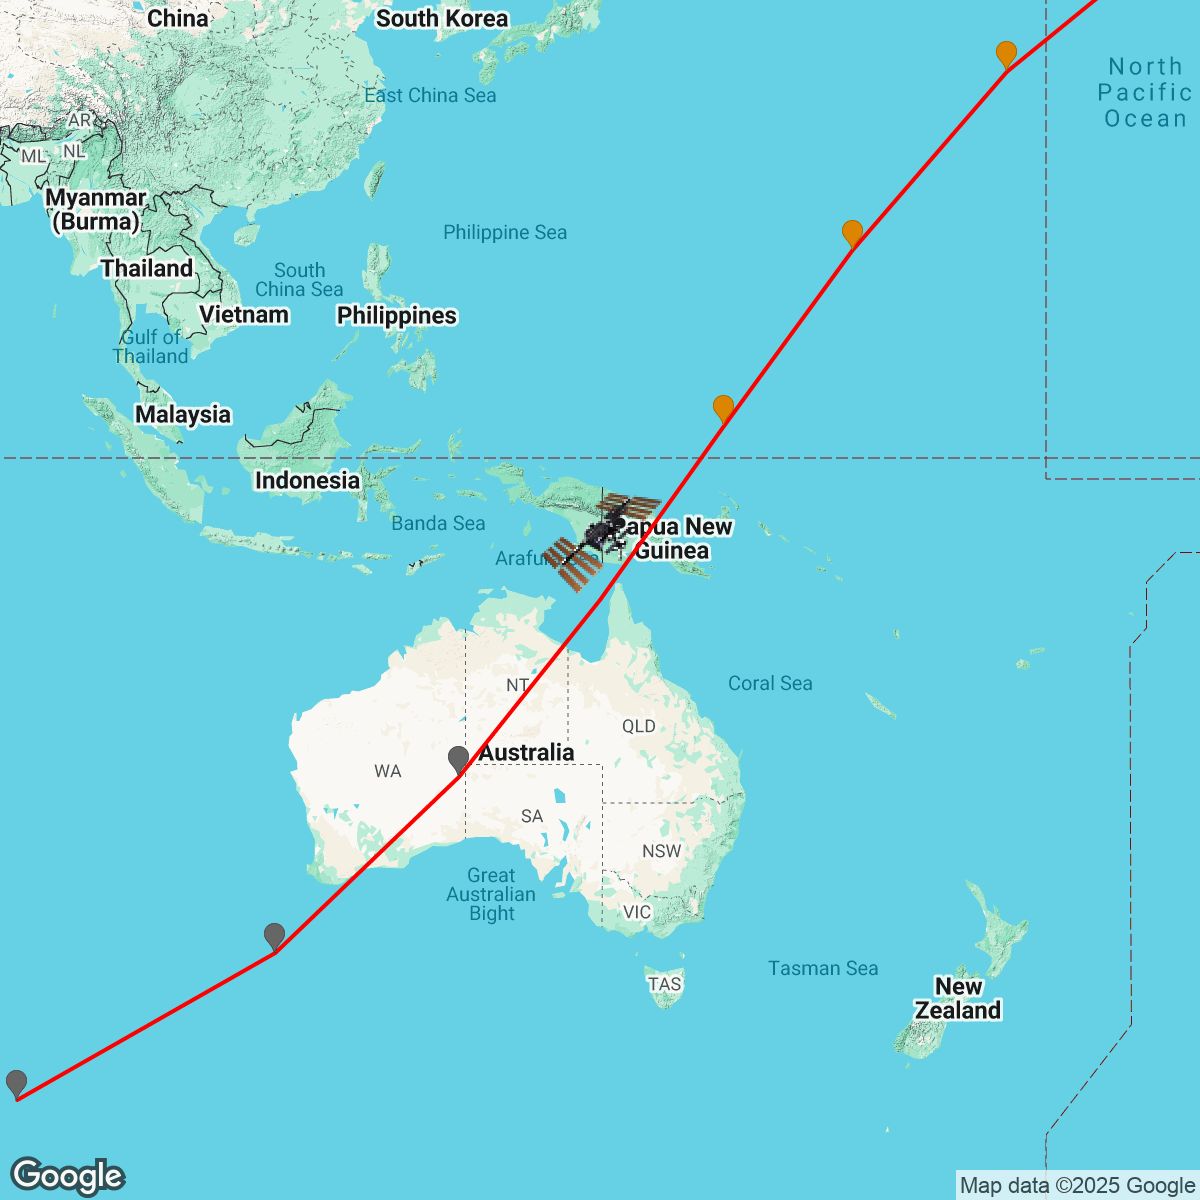 China
South Korea
North
Pacific
Ocean
East China Sea
AR
ML
NL
Myanmar
(Burma)
Philippine Sea
Thailand
South
China Sea
Vietnam
Philippines
Gulf of
Thailand
Malaysia
Indonesia
Banda Sea
apua New
Guinea
Arafu
Coral Sea
NT
QLD
Australia
WA
SA
NSW
Great
Australian
Bight
VIC
Tasman Sea
TAS
New
Zealand
Google
Map data ©2025 Google